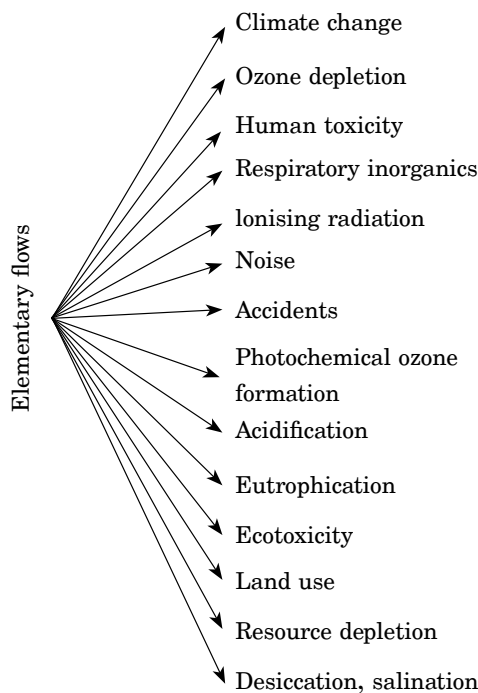 Elementary flows
Climate change
Ozone depletion
Human toxicity
Respiratory inorganics
lonising radiation
Noise
Accidents
Photochemical ozone
formation
Acidification
Eutrophication
Ecotoxicity
Land use
Resource depletion
Desiccation, salination